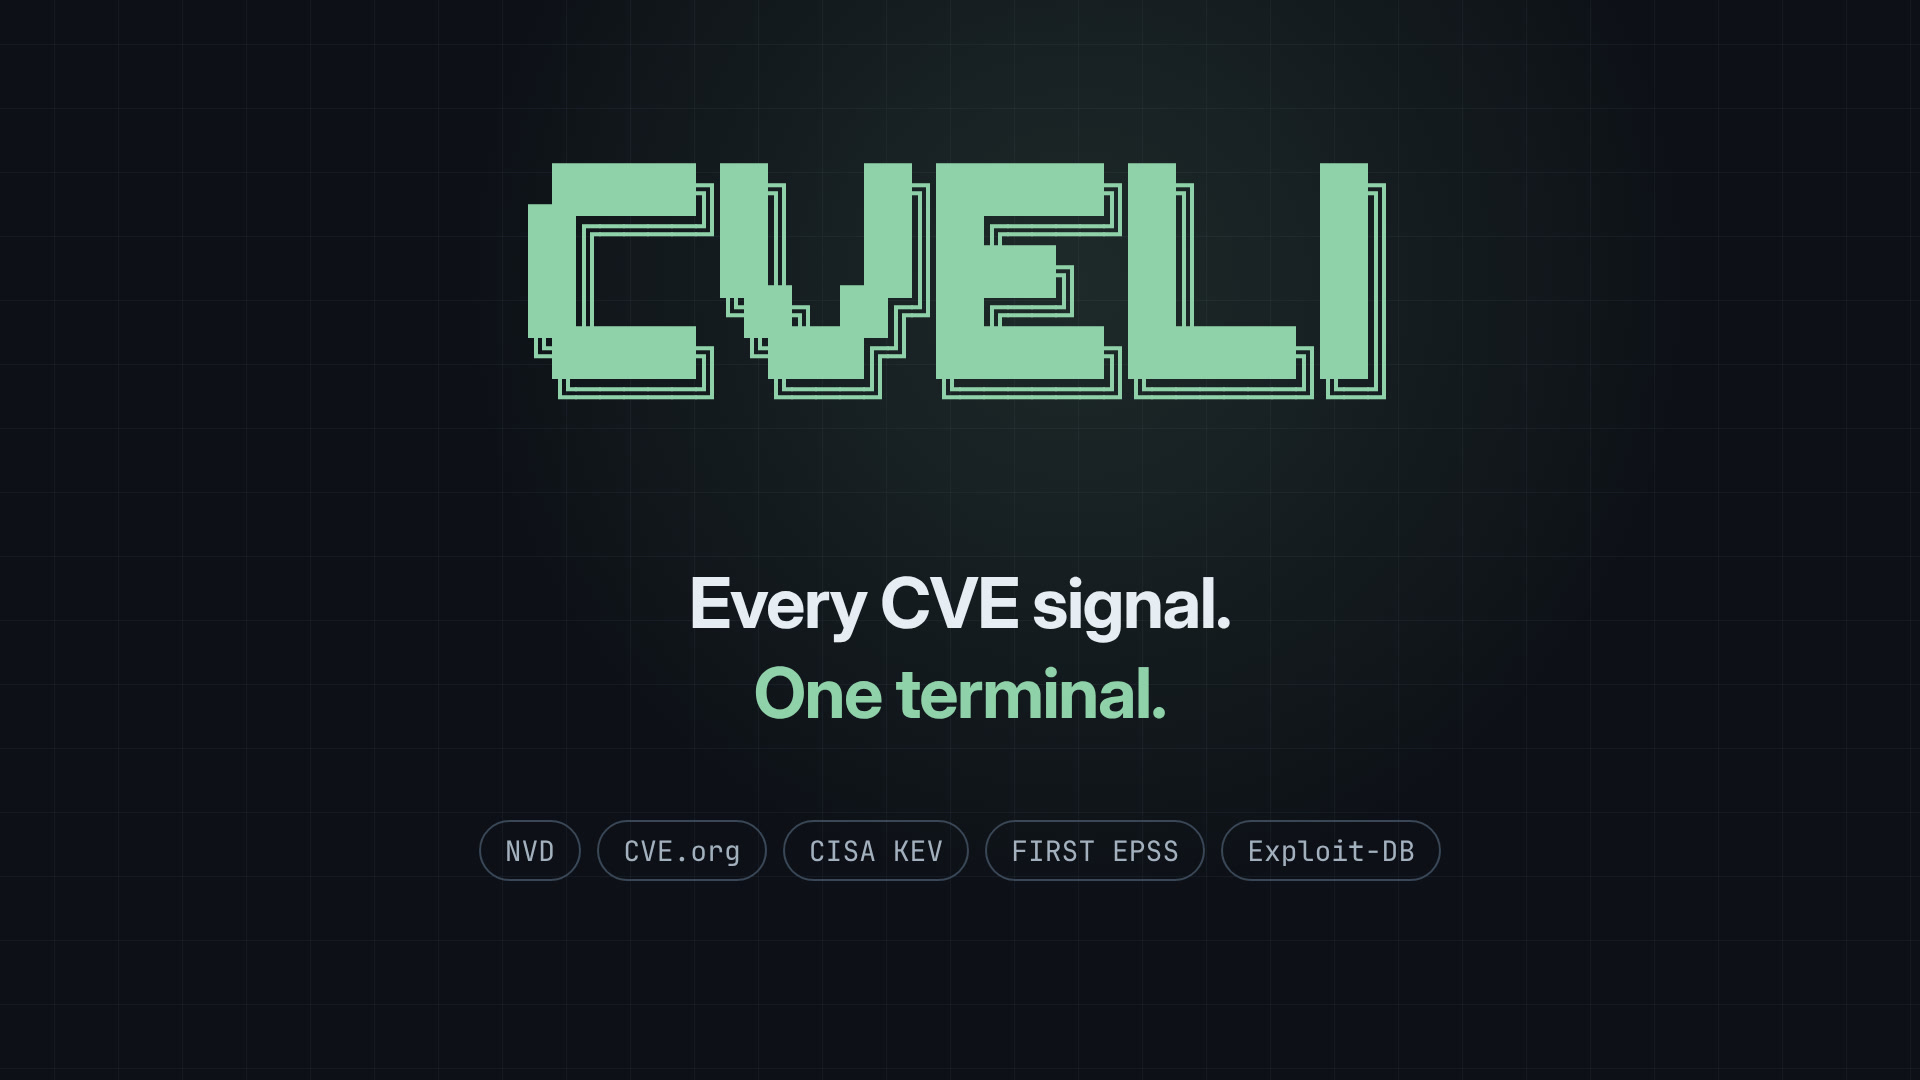 CVELI
Every CVE signal.
One terminal.
NVD CVE.org CISA KEV FIRST EPSS Exploit-DB